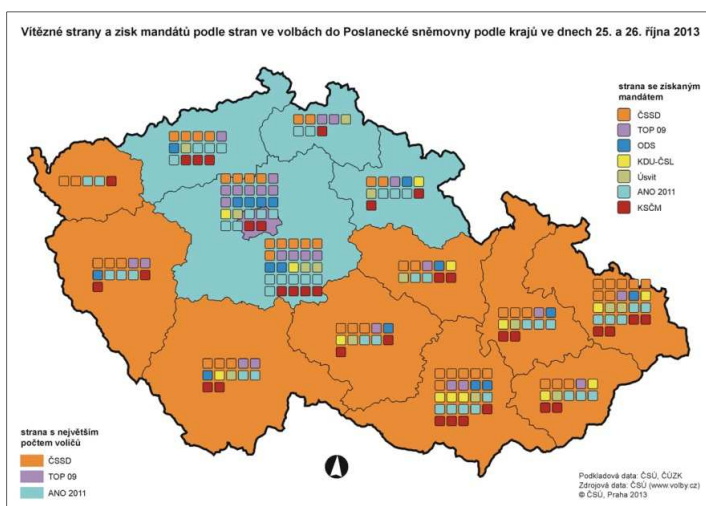 Vítězné strany a zisk mandátů podle stran ve volbách do Poslanecké sněmovny podle krajů ve dnech 25. a 26. října 2013
strana se získaným
mandátem
ČSSD
TOP 09
ODS
KDU-ČSL
Úsvit
ANO 2011
KSČM
strana s největším
počtem voličů
ČSSD
TOP 09
ANO 2011
Podkladová data: ČSÚ, ČÚZK
Zdrojová data: ČSÚ (www.volby.cz)
© ČSÚ, Praha 2013